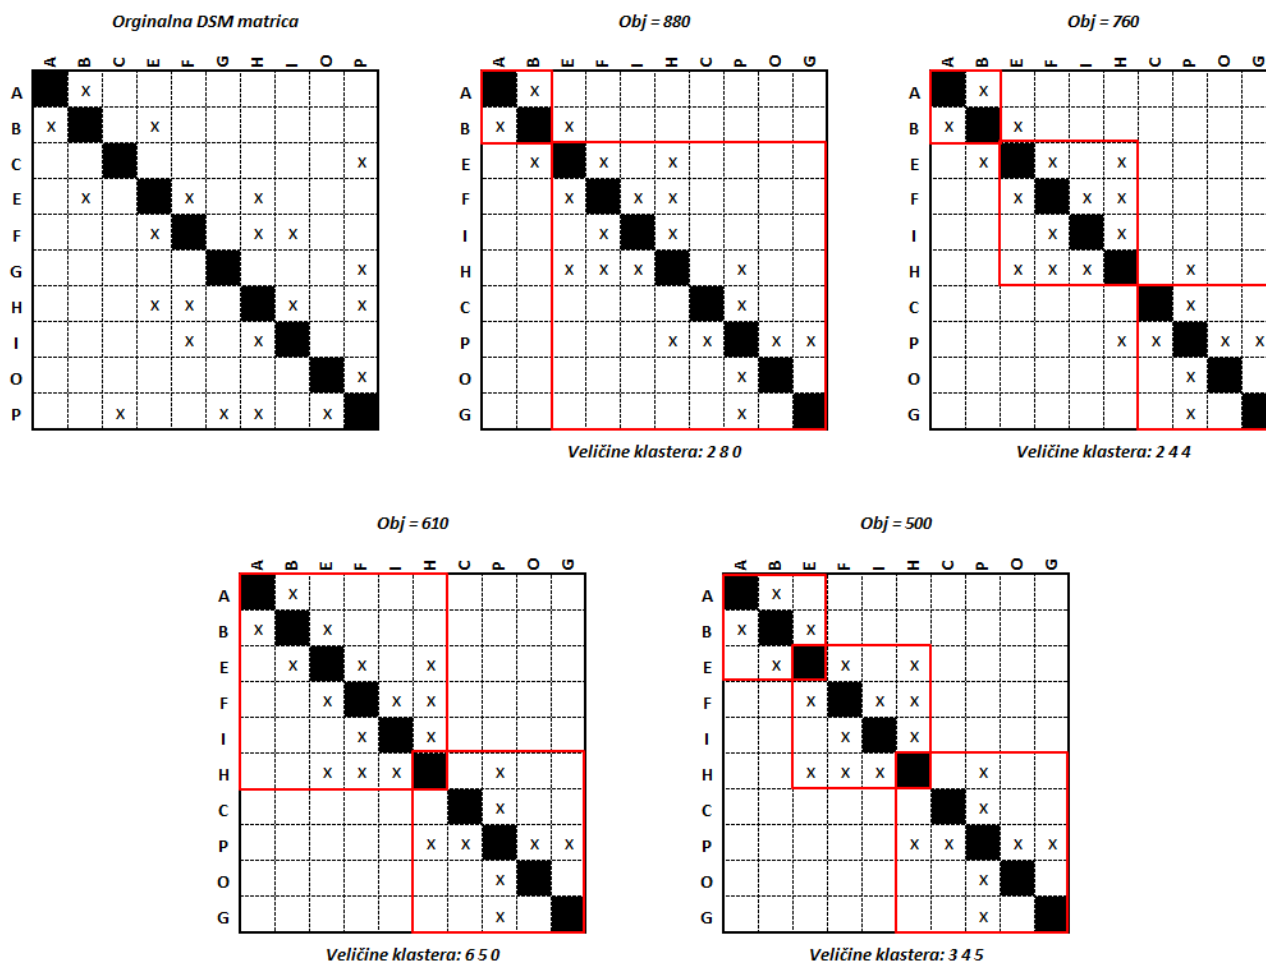 Orginalna DSM matrica
A B C E F G H I O P
A x
B x x
C x
E x x x
F x x x
G x
H x x x x
I x x
O x
P x x x x
Obj = 880
A B E F I H C P O G
A x
B x x
E x x x
F x x x
I x x
H x x x x
C x
P x x x x
O x
G x
Veličine klastera: 2 8 0
Obj = 760
A B E F I H C P O G
A x
B x x
E x x x
F x x x
I x x
H x x x x
C x
P x x x x
O x
G x
Veličine klastera: 2 4 4
Obj = 610
A B E F I H C P O G
A x
B x x
E x x x
F x x x
I x x
H x x x x
C x
P x x x x
O x
G x
Veličine klastera: 6 5 0
Obj = 500
A B E F I H C P O G
A x
B x x
E x x x
F x x x
I x x
H x x x x
C x
P x x x x
O x
G x
Veličine klastera: 3 4 5